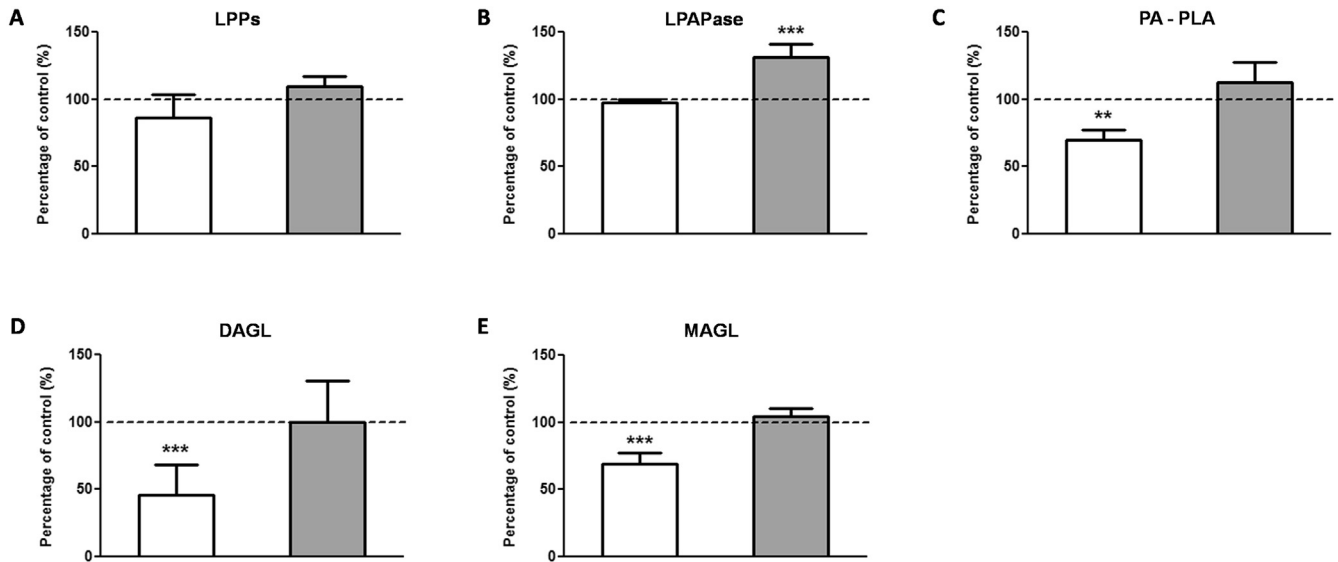 A
LPPs
Percentage of control (%)
150
100
50
0
B
LPAPase
Percentage of control (%)
150
100
50
0
***
C
PA - PLA
Percentage of control (%)
150
100
50
0
**
D
DAGL
Percentage of control (%)
150
100
50
0
***
E
MAGL
Percentage of control (%)
150
100
50
0
***